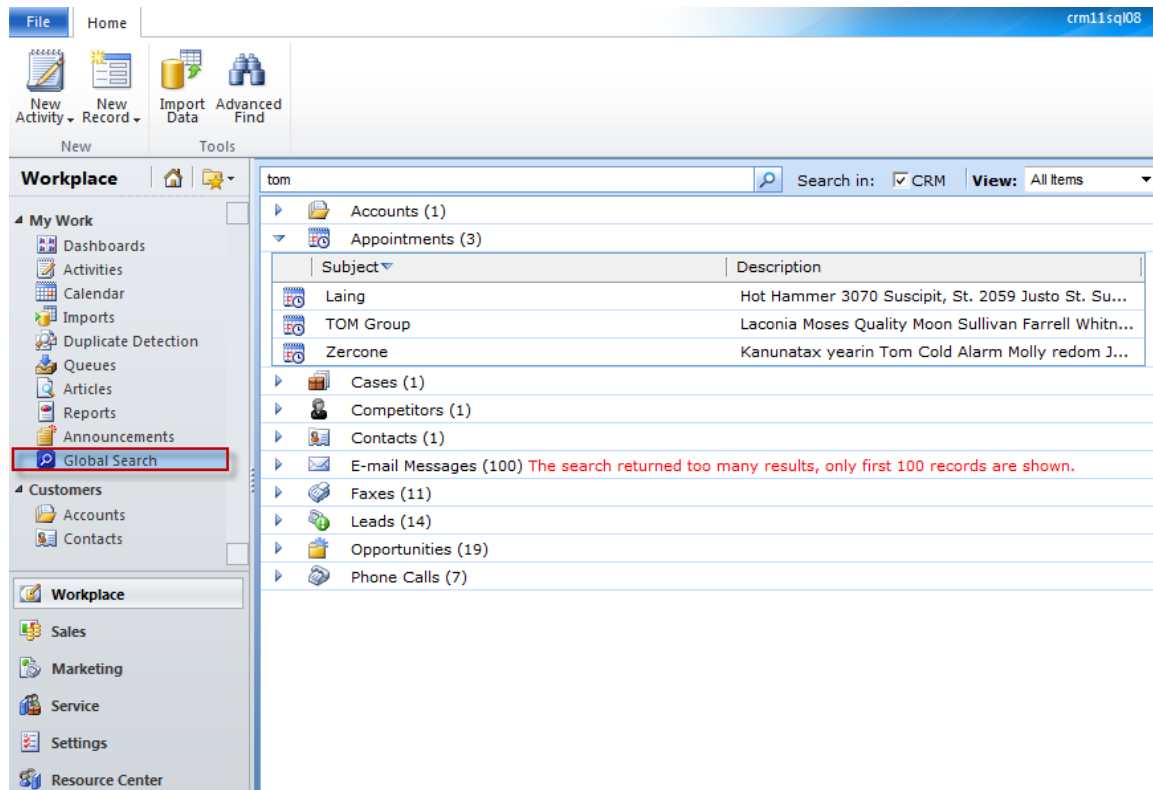 File Home crm11sql08
New Activity New Record Import Data Advanced Find
New Tools
Workplace
tom Search in: CRM View: All Items
My Work
Dashboards
Activities
Calendar
Imports
Duplicate Detection
Queues
Articles
Reports
Announcements
Global Search
Customers
Accounts
Contacts
Workplace
Sales
Marketing
Service
Settings
Resource Center
Accounts (1)
Appointments (3)
Subject Description
Laing Hot Hammer 3070 Suscipit, St. 2059 Justo St. Su...
TOM Group Laconia Moses Quality Moon Sullivan Farrell Whitn...
Zercone Kanunatax yearin Tom Cold Alarm Molly redom J...
Cases (1)
Competitors (1)
Contacts (1)
E-mail Messages (100) The search returned too many results, only first 100 records are shown.
Faxes (11)
Leads (14)
Opportunities (19)
Phone Calls (7)